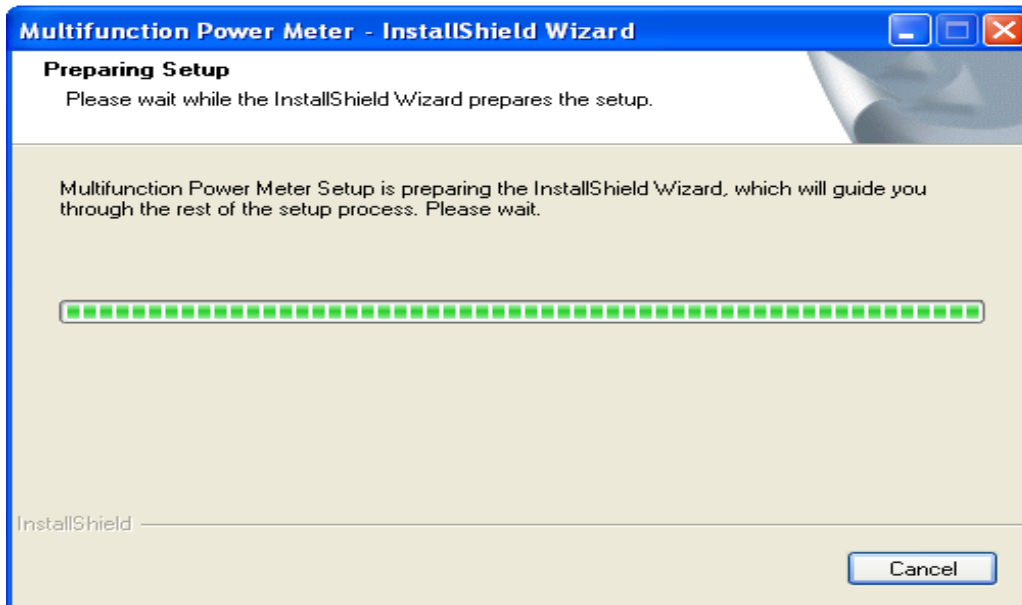 Multifunction Power Meter - InstallShield Wizard
Preparing Setup
Please wait while the InstallShield Wizard prepares the setup.
Multifunction Power Meter Setup is preparing the InstallShield Wizard, which will guide you
through the rest of the setup process. Please wait.
InstallShield
Cancel